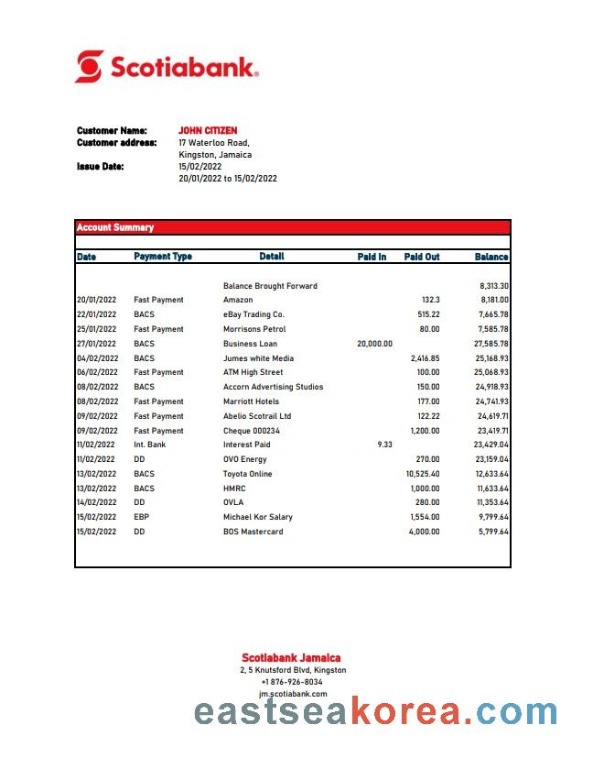 Scotiabank.
Customer Name: JOHN CITIZEN
Customer address: 17 Waterloo Road,
Kingston, Jamaica
Issue Date: 15/02/2022
20/01/2022 to 15/02/2022
Account Summary
Date Payment Type Detail Paid In Paid Out Balance
Balance Brought Forward 8,313.30
20/01/2022 Fast Payment Amazon 132.3 8,181.00
22/01/2022 BACS eBay Trading Co. 515.22 7,665.78
25/01/2022 Fast Payment Morrisons Petrol 80.00 7,585.78
27/01/2022 BACS Business Loan 20,000.00 27,585.78
04/02/2022 BACS Jumes white Media 2,416.85 25,168.93
06/02/2022 Fast Payment ATM High Street 100.00 25,068.93
08/02/2022 BACS Accorn Advertising Studios 150.00 24,918.93
08/02/2022 Fast Payment Marriott Hotels 177.00 24,741.93
09/02/2022 Fast Payment Abelio Scotrail Ltd 122.22 24,619.71
09/02/2022 Fast Payment Cheque 000234 1,200.00 23,419.71
11/02/2022 Int. Bank Interest Paid 9.33 23,429.04
11/02/2022 DD OVO Energy 270.00 23,159.04
13/02/2022 BACS Toyota Online 10,525.40 12,633.64
13/02/2022 BACS HMRC 1,000.00 11,633.64
14/02/2022 DD OVLA 280.00 11,353.64
15/02/2022 EBP Michael Kor Salary 1,554.00 9,799.64
15/02/2022 DD BOS Mastercard 4,000.00 5,799.64
Scotiabank Jamaica
2, 5 Knutsford Blvd, Kingston
+1 876-926-8034
jm.scotiabank.com
eastseakorea.com